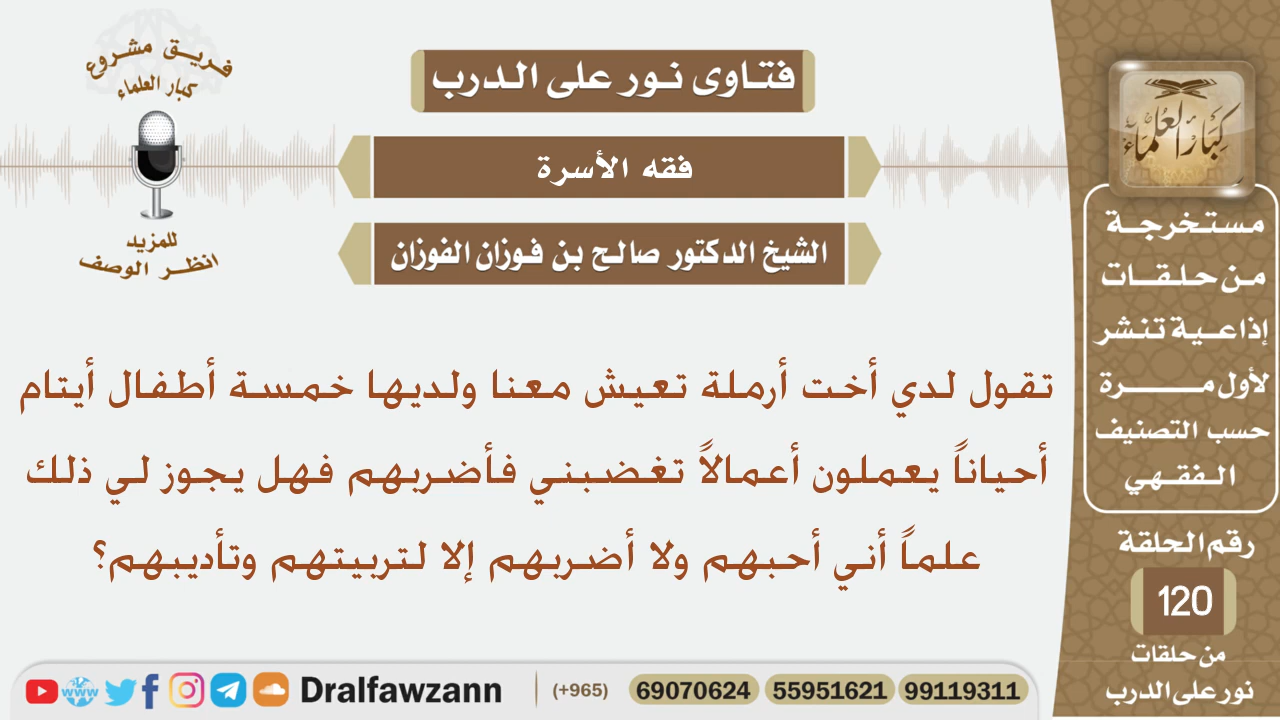 فريق مشروع
كبار العلماء
للمزيد
انظر الوصف
فتاوى نور على الدرب
فقه الأسرة
الشيخ الدكتور صالح بن فوزان الفوزان
تقول لدي أخت أرملة تعيش معنا ولديها خمسة أطفال أيتام
أحياناً يعملون أعمالاً تغضبني فأضربهم فهل يجوز لي ذلك
علماً أني أحبهم ولا أضربهم إلا لتربيتهم وتأديبهم؟
كبار العلماء
مستخرجة
من حلقات
إذاعية تنشر
لأول مرة
حسب التصنيف
الفقهي
رقم الحلقة
120
من حلقات
نور على الدرب
www
Dralfawzann
(+965)
69070624
55951621
99119311